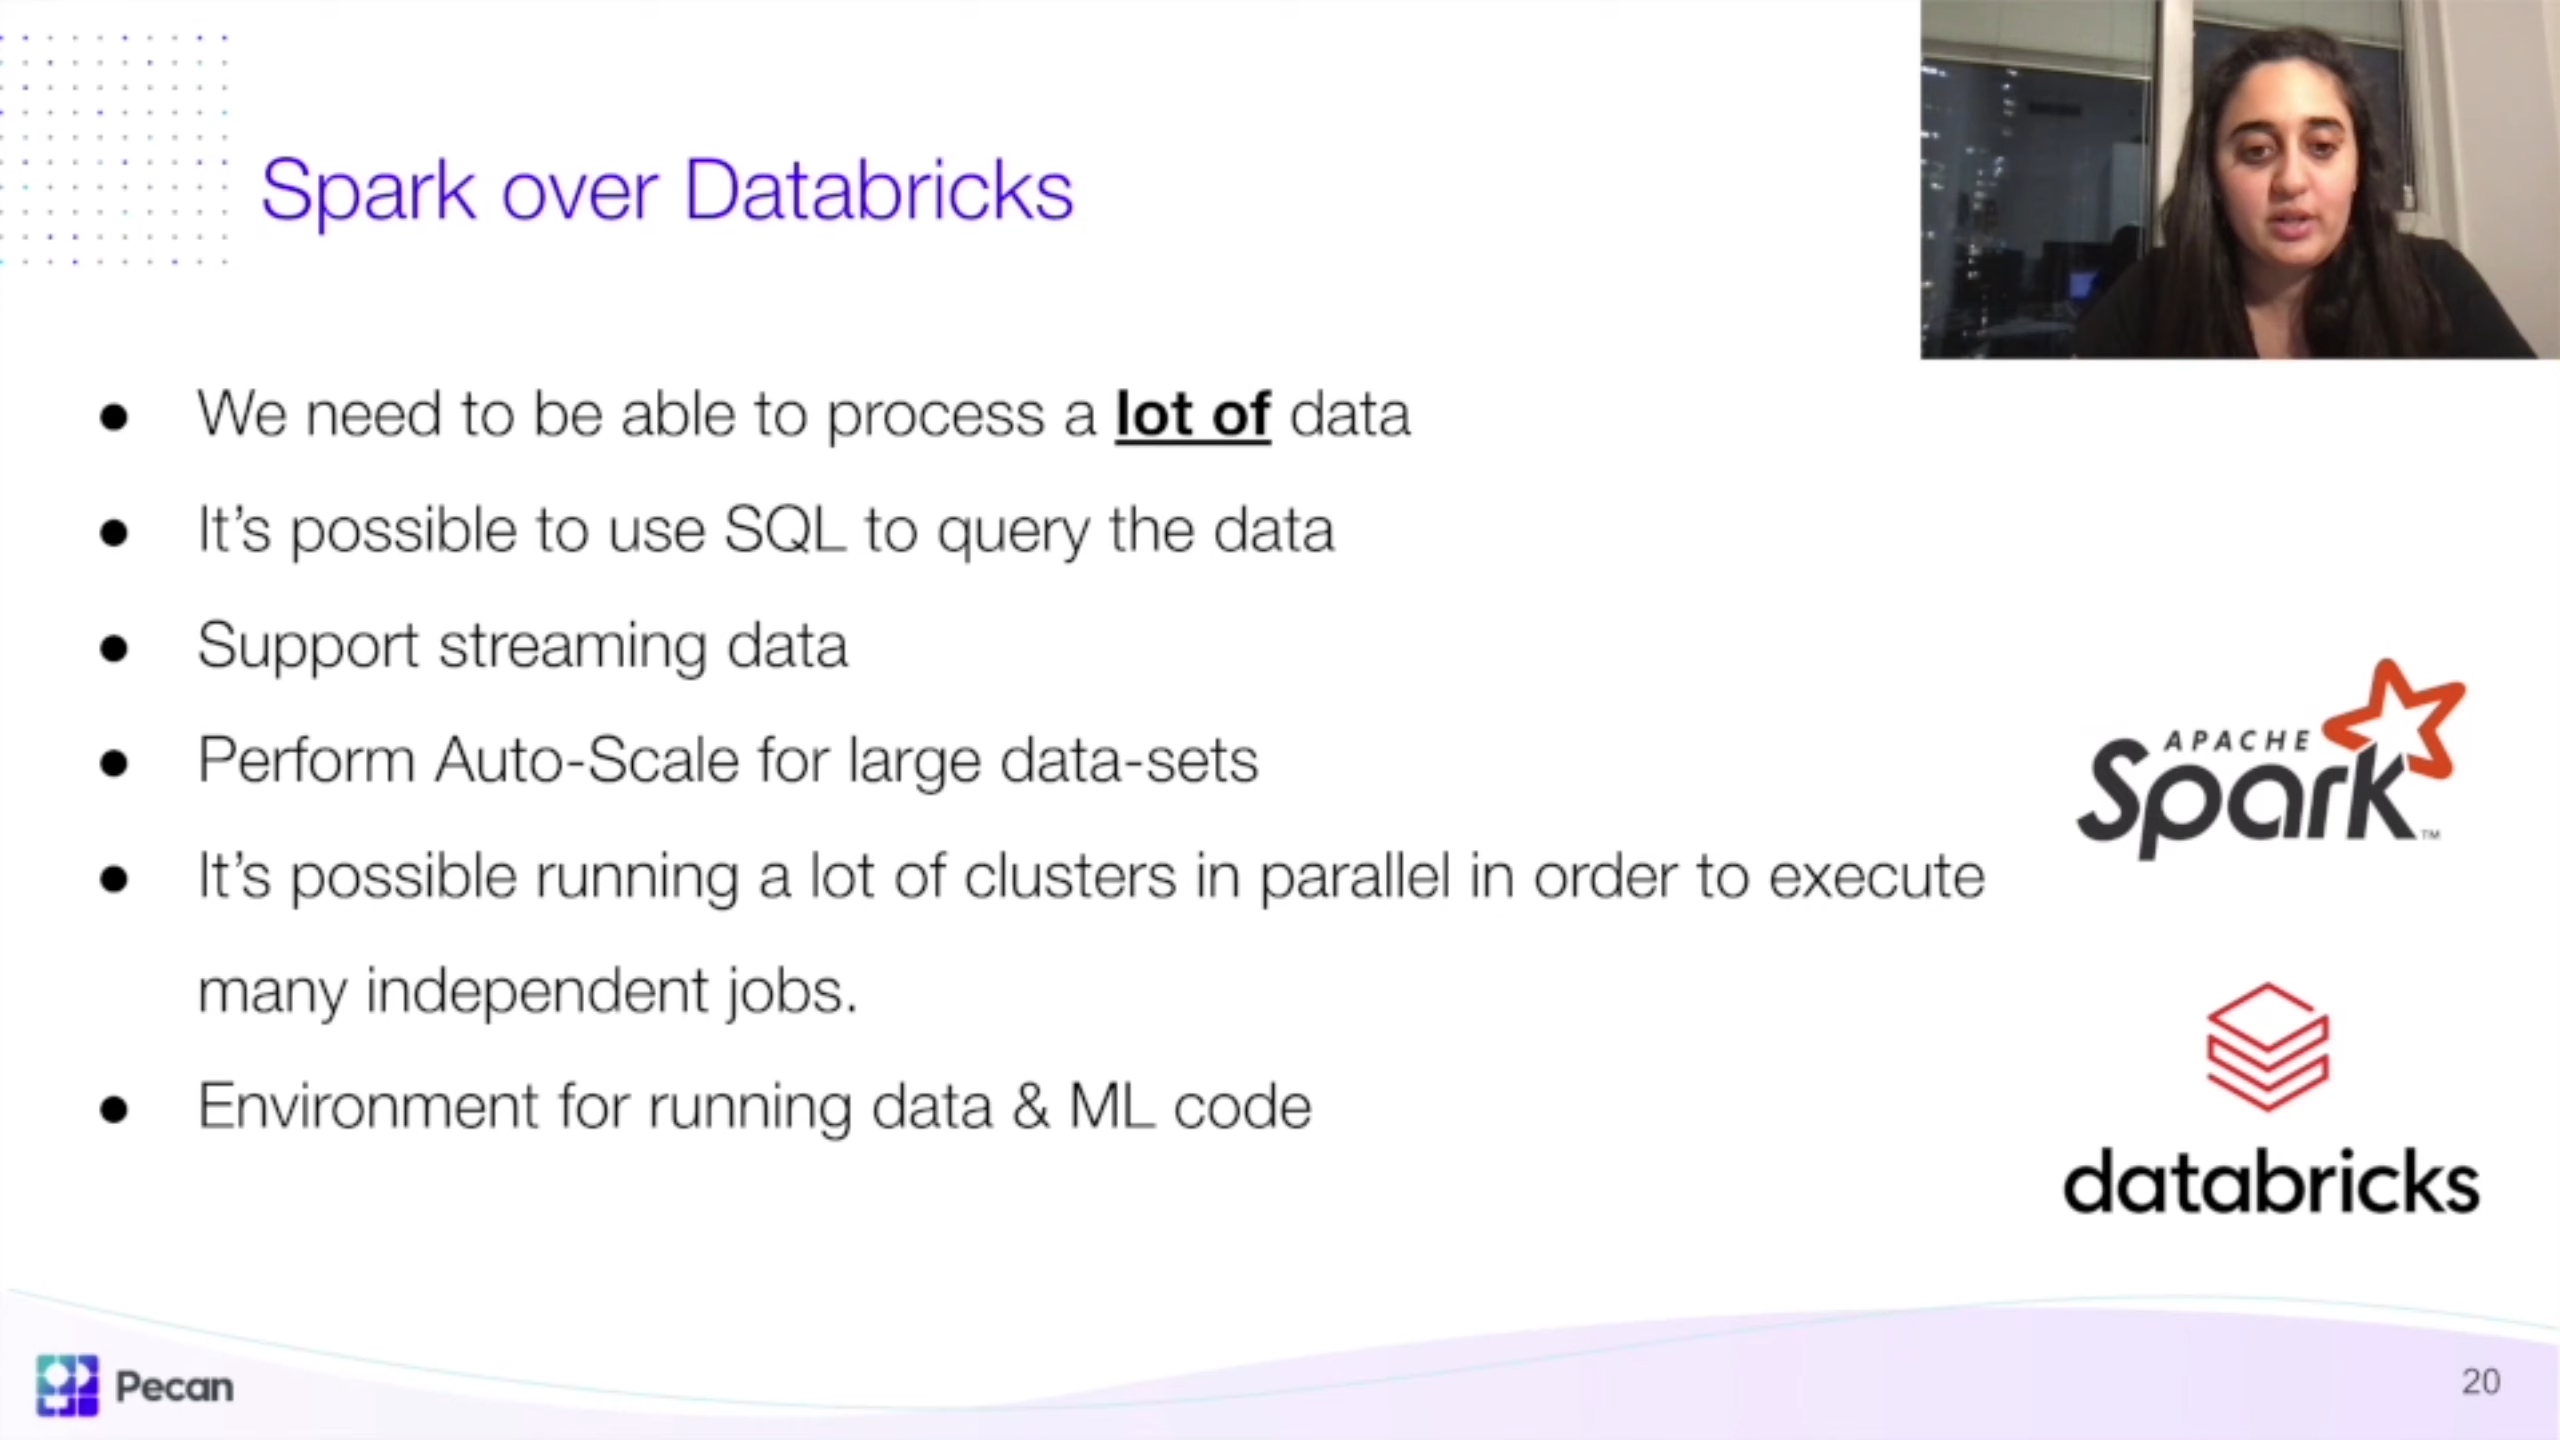 Spark over Databricks
● We need to be able to process a lot of data
● It's possible to use SQL to query the data
● Support streaming data
● Perform Auto-Scale for large data-sets
● It's possible running a lot of clusters in parallel in order to execute
many independent jobs.
● Environment for running data & ML code
APACHE
Spark™
databricks
Pecan
20